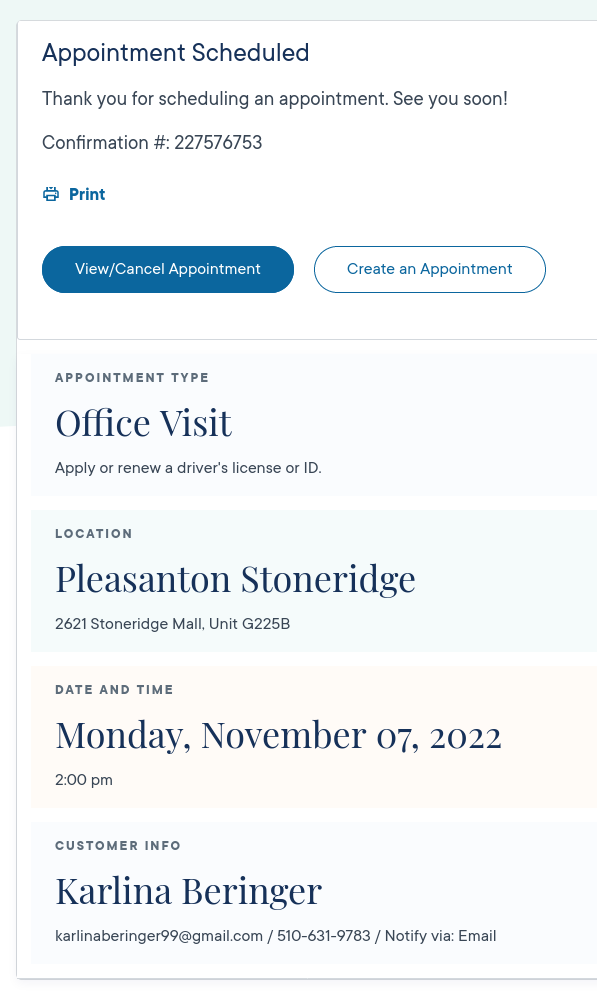 Appointment Scheduled
Thank you for scheduling an appointment. See you soon!
Confirmation #: 227576753
Print
View/Cancel Appointment
Create an Appointment
APPOINTMENT TYPE
Office Visit
Apply or renew a driver's license or ID.
LOCATION
Pleasanton Stoneridge
2621 Stoneridge Mall, Unit G225B
DATE AND TIME
Monday, November 07, 2022
2:00 pm
CUSTOMER INFO
Karlina Beringer
karlinaberinger99@gmail.com / 510-631-9783 / Notify via: Email